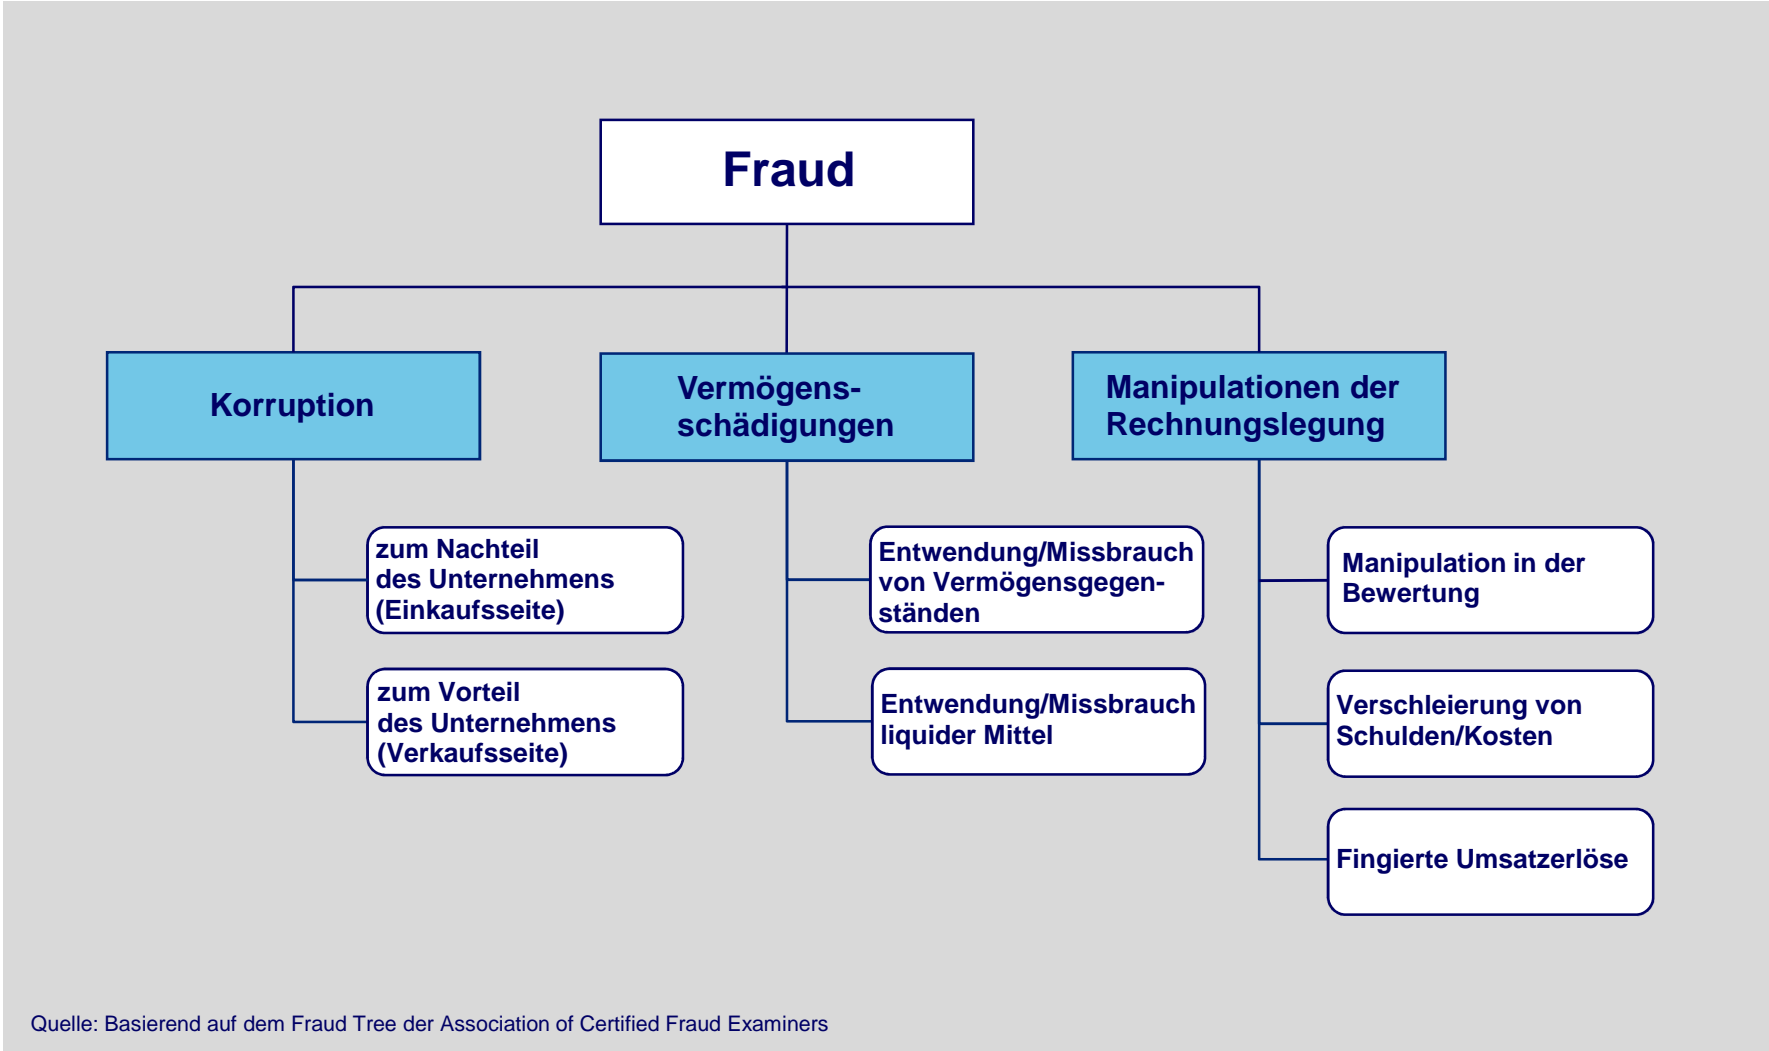 Fraud
Korruption
Vermögens-
schädigungen
Manipulationen der
Rechnungslegung
zum Nachteil
des Unternehmens
(Einkaufsseite)
zum Vorteil
des Unternehmens
(Verkaufsseite)
Entwendung/Missbrauch
von Vermögensgegen-
ständen
Entwendung/Missbrauch
liquider Mittel
Manipulation in der
Bewertung
Verschleierung von
Schulden/Kosten
Fingierte Umsatzerlöse
Quelle: Basierend auf dem Fraud Tree der Association of Certified Fraud Examiners